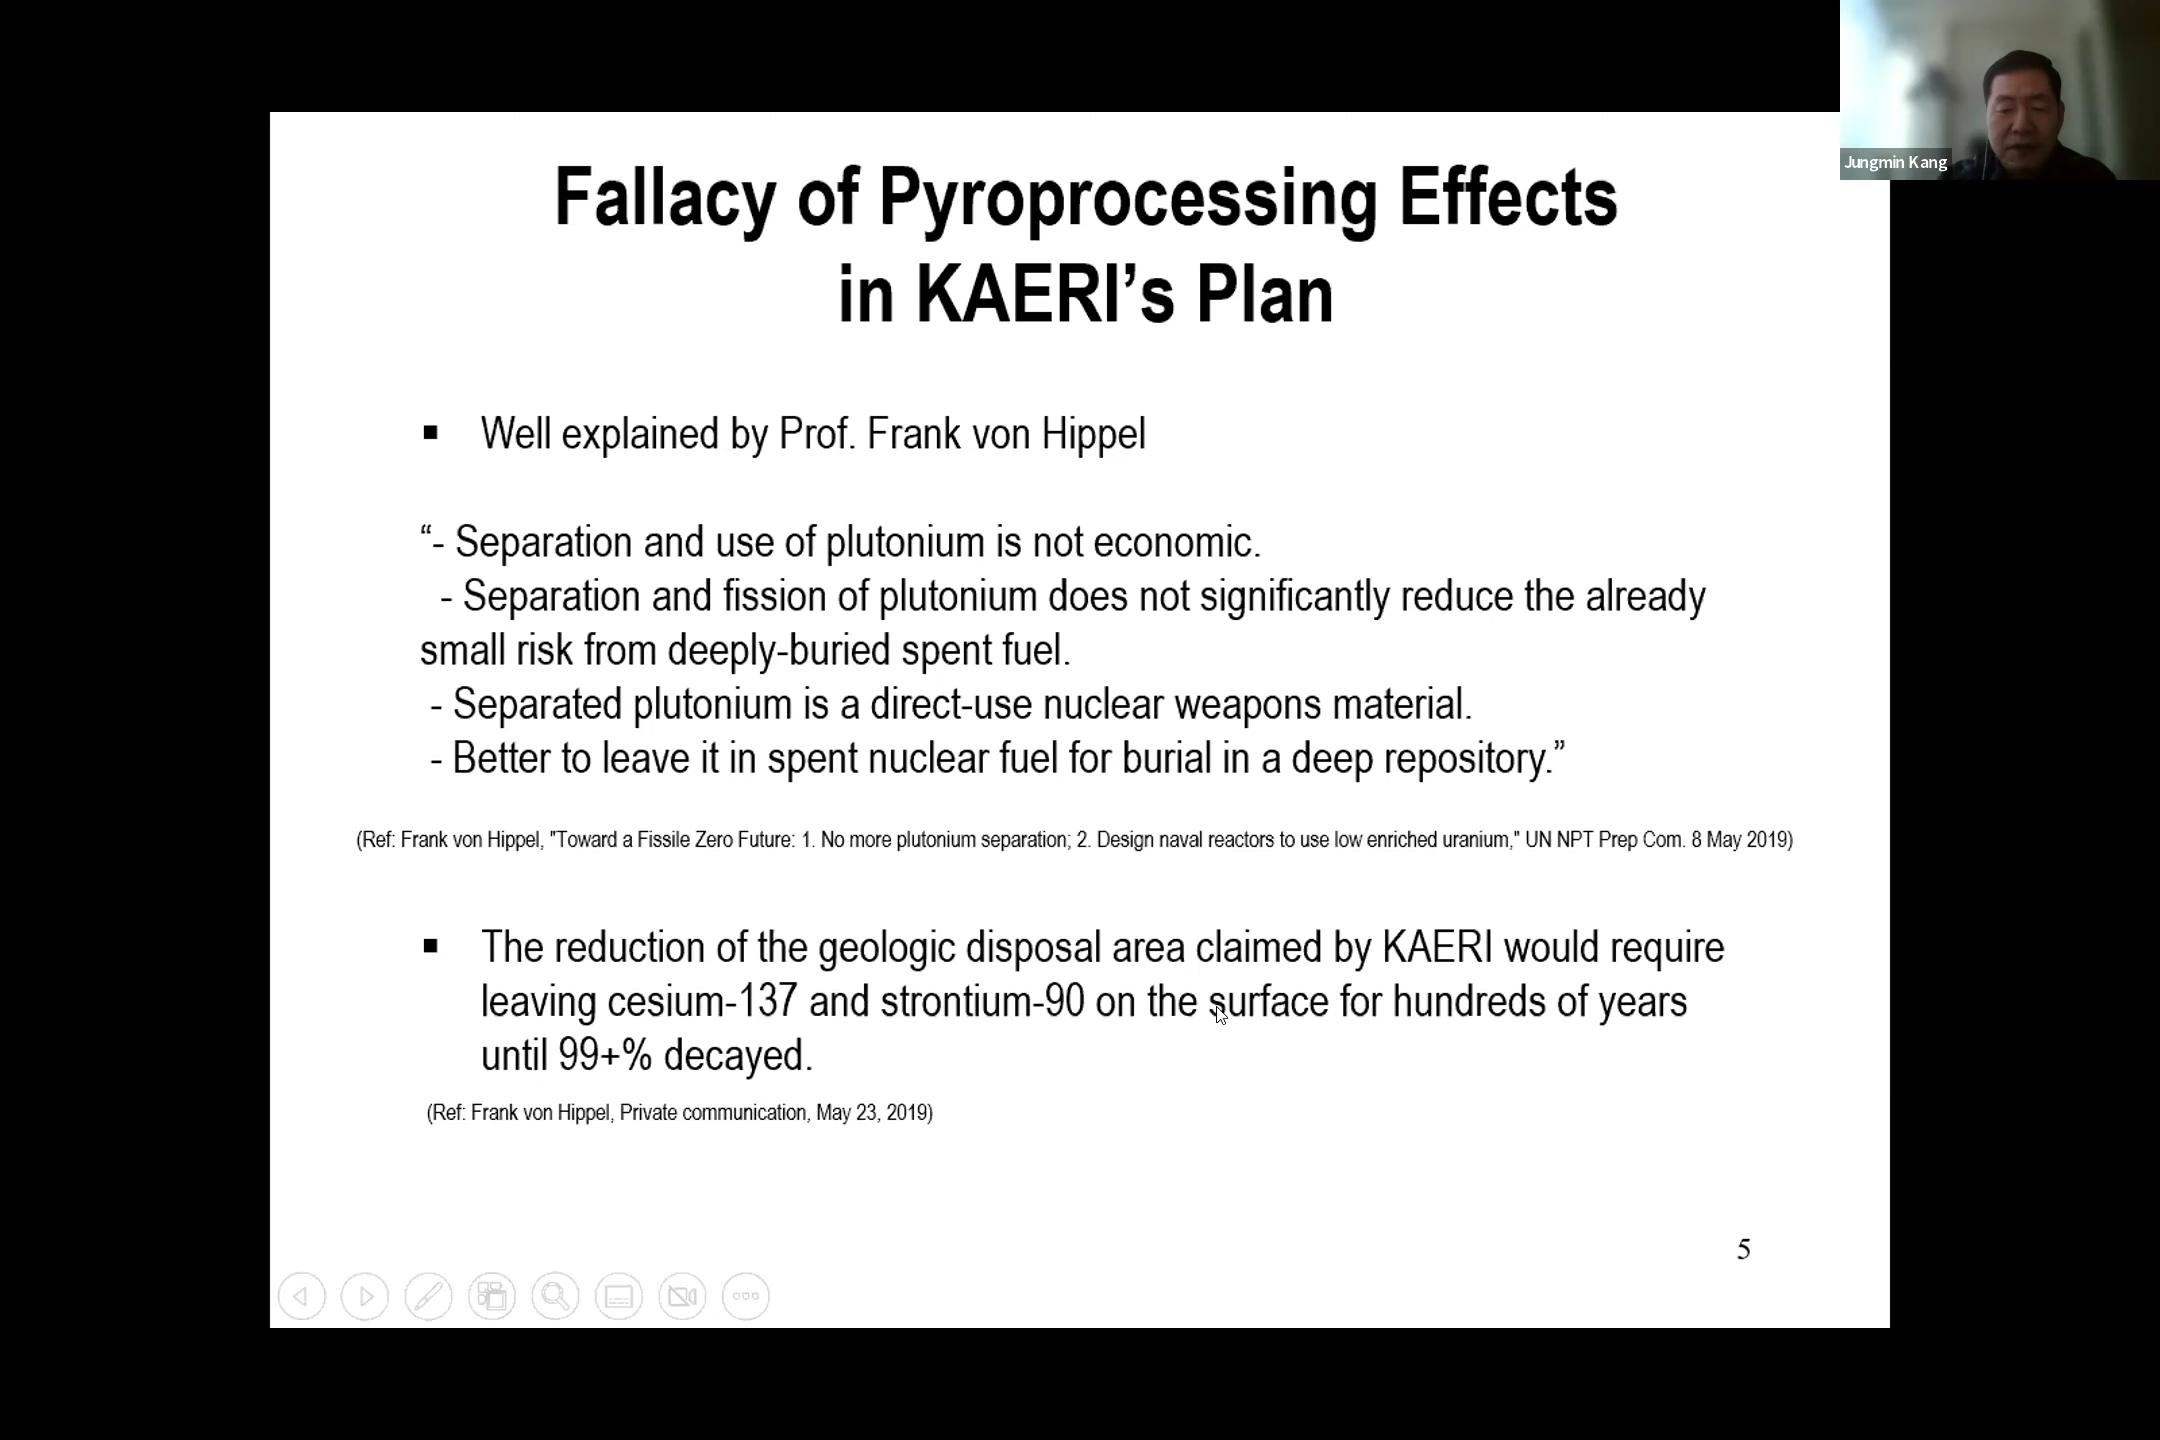 Jungmin Kang
Fallacy of Pyroprocessing Effects
in KAERI’s Plan
▪ Well explained by Prof. Frank von Hippel
“- Separation and use of plutonium is not economic.
- Separation and fission of plutonium does not significantly reduce the already
small risk from deeply-buried spent fuel.
- Separated plutonium is a direct-use nuclear weapons material.
- Better to leave it in spent nuclear fuel for burial in a deep repository.”
(Ref: Frank von Hippel, "Toward a Fissile Zero Future: 1. No more plutonium separation; 2. Design naval reactors to use low enriched uranium," UN NPT Prep Com. 8 May 2019)
▪ The reduction of the geologic disposal area claimed by KAERI would require
leaving cesium-137 and strontium-90 on the surface for hundreds of years
until 99+% decayed.
(Ref: Frank von Hippel, Private communication, May 23, 2019)
5